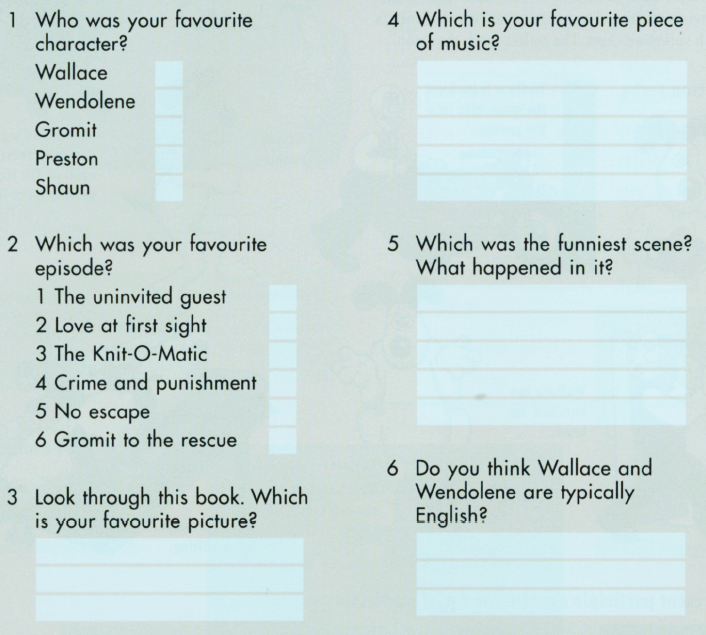 1 Who was your favourite
character?
Wallace
Wendolene
Gromit
Preston
Shaun
2 Which was your favourite
episode?
1 The uninvited guest
2 Love at first sight
3 The Knit-O-Matic
4 Crime and punishment
5 No escape
6 Gromit to the rescue
3 Look through this book. Which
is your favourite picture?
4 Which is your favourite piece
of music?
5 Which was the funniest scene?
What happened in it?
6 Do you think Wallace and
Wendolene are typically
English?